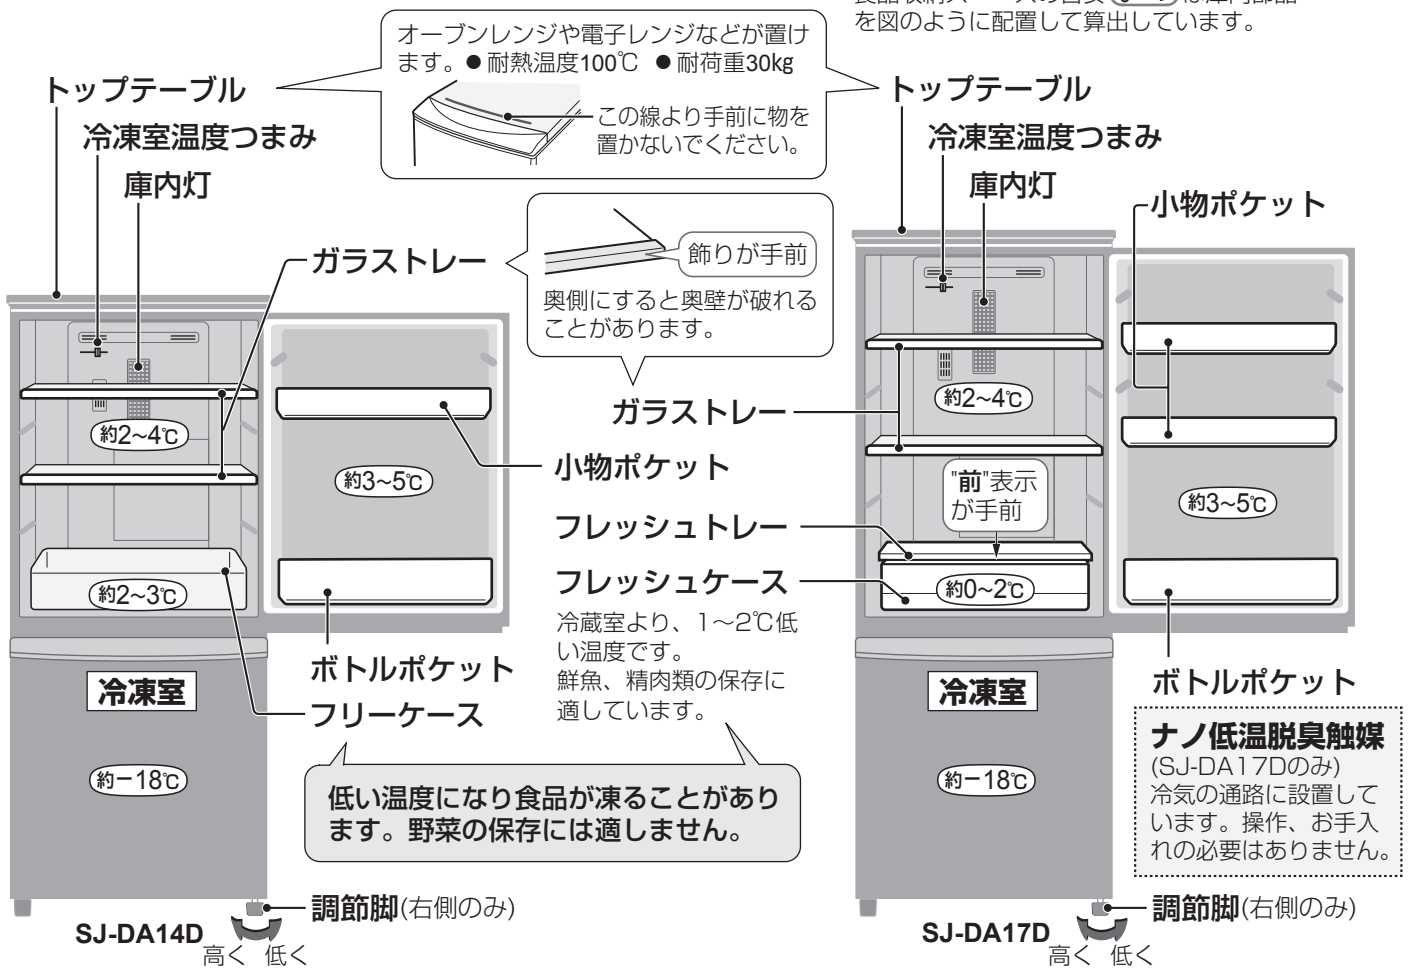 を図のように配置して算出しています。
オーブンレンジや電子レンジなどが置け
ます。●耐熱温度100℃ ●耐荷重30kg
この線より手前に物を
置かないでください。
トップテーブル
冷凍室温度つまみ
庫内灯
ガラストレー
飾りが手前
奥側にすると奥壁が破れる
ことがあります。
トップテーブル
冷凍室温度つまみ
庫内灯
小物ポケット
ガラストレー
約2~4℃
約3~5℃
約2~3℃
小物ポケット
フレッシュトレー
フレッシュケース
冷蔵室より、1~2℃低
い温度です。
鮮魚、精肉類の保存に
適しています。
約2~4℃
"前"表示
が手前
約3~5℃
約0~2℃
ボトルポケット
フリーケース
冷凍室
約-18℃
低い温度になり食品が凍ることがあり
ます。野菜の保存には適しません。
調節脚(右側のみ)
SJ-DA14D
高く 低く
冷凍室
約-18℃
ボトルポケット
ナノ低温脱臭触媒
(SJ-DA17Dのみ)
冷気の通路に設置して
います。操作、お手入
れの必要はありません。
調節脚(右側のみ)
SJ-DA17D
高く 低く